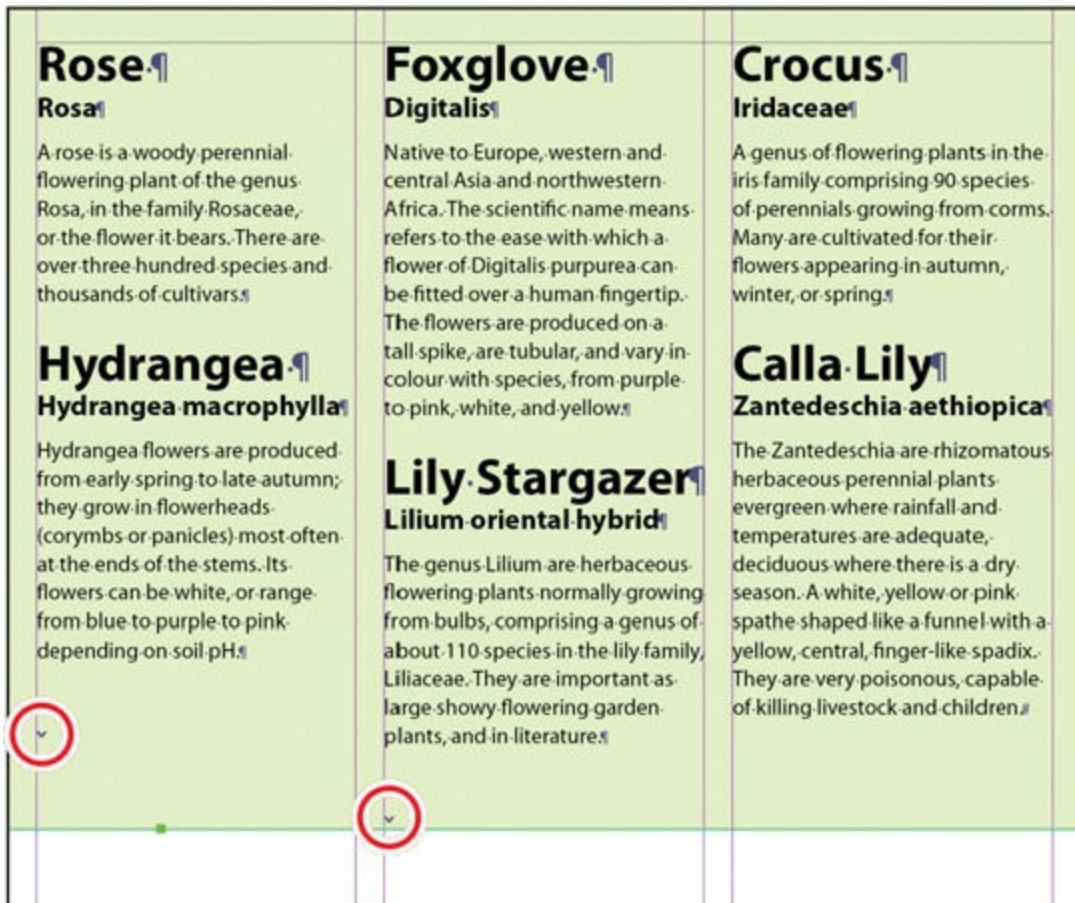 Rose
Rosa
A rose is a woody perennial
flowering plant of the genus
Rosa, in the family Rosaceae,
or the flower it bears. There are
over three hundred species and
thousands of cultivars.
Hydrangea
Hydrangea macrophylla
Hydrangea flowers are produced
from early spring to late autumn;
they grow in flowerheads
(corymbs or panicles) most often
at the ends of the stems. Its
flowers can be white, or range
from blue to purple to pink
depending on soil pH.
Foxglove
Digitalis
Native to Europe, western and
central Asia and northwestern
Africa. The scientific name means
refers to the ease with which a
flower of Digitalis purpurea can
be fitted over a human fingertip.
The flowers are produced on a
tall spike, are tubular, and vary in
colour with species, from purple
to pink, white, and yellow.
Lily Stargazer
Lilium oriental hybrid
The genus Lilium are herbaceous
flowering plants normally growing
from bulbs, comprising a genus of
about 110 species in the lily family,
Liliaceae. They are important as
large showy flowering garden
plants, and in literature.
Crocus
Iridaceae
A genus of flowering plants in the
iris family comprising 90 species
of perennials growing from corms.
Many are cultivated for their
flowers appearing in autumn,
winter, or spring.
Calla Lily
Zantedeschia aethiopica
The Zantedeschia are rhizomatous
herbaceous perennial plants
evergreen where rainfall and
temperatures are adequate,
deciduous where there is a dry
season. A white, yellow or pink
spathe shaped like a funnel with a
yellow, central, finger-like spadix.
They are very poisonous, capable
of killing livestock and children.